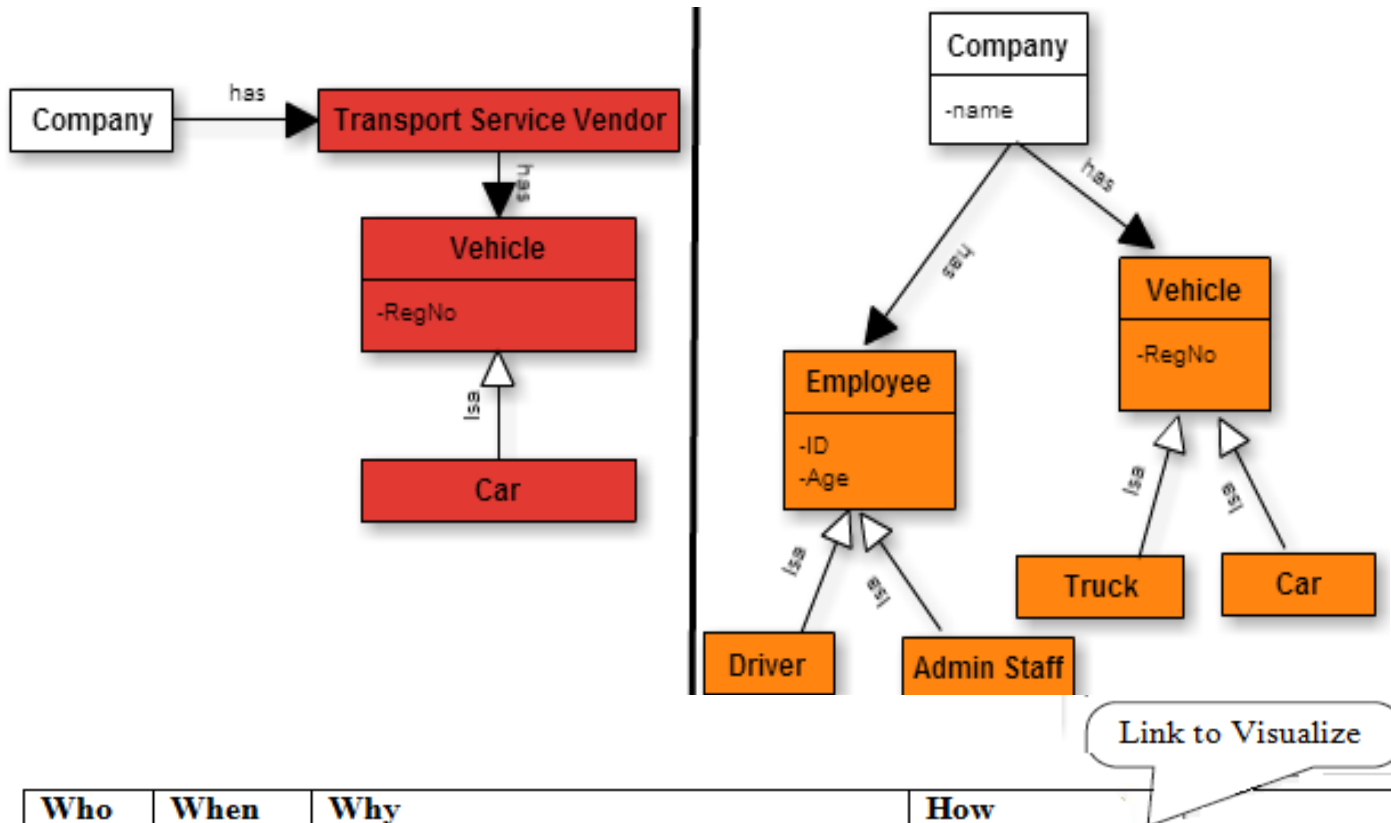 Company
has
Transport Service Vendor
has
Vehicle
-RegNo
Isa
Car
Company
-name
has
has
Employee
-ID
-Age
Vehicle
-RegNo
Isa
Isa
Isa
Isa
Truck
Car
Driver
Admin Staff
Link to Visualize
Who When Why How